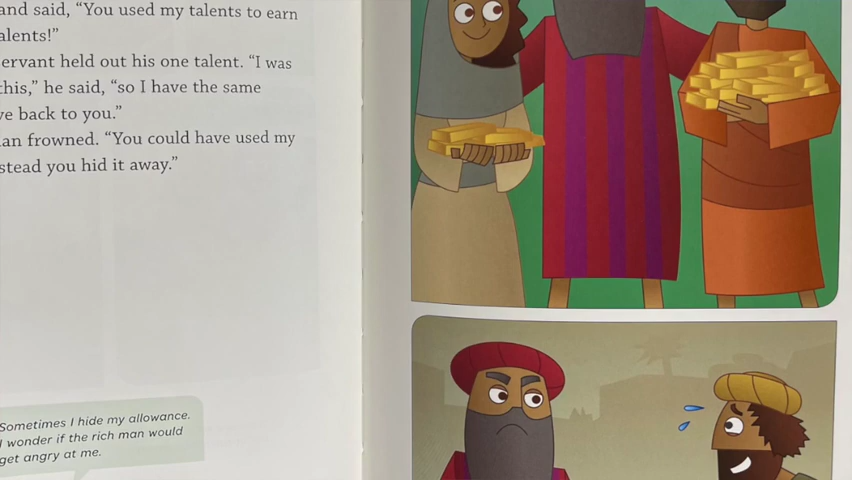 and said, “You used my talents to earn
alents!”
ervant held out his one talent. “I was
this,” he said, “so I have the same
ve back to you.”
an frowned. “You could have used my
stead you hid it away.”
Sometimes I hide my allowance.
I wonder if the rich man would
get angry at me.